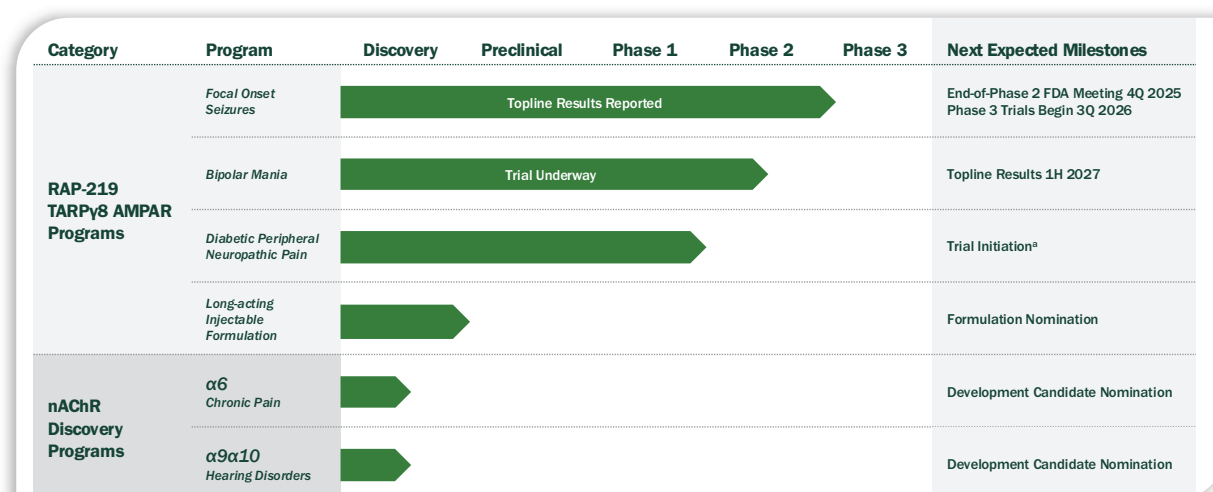 Category Program Discovery Preclinical Phase 1 Phase 2 Phase 3 Next Expected Milestones
RAP-219
TARPγ8 AMPAR
Programs
Focal Onset
Seizures
Topline Results Reported
End-of-Phase 2 FDA Meeting 4Q 2025
Phase 3 Trials Begin 3Q 2026
Bipolar Mania
Trial Underway
Topline Results 1H 2027
Diabetic Peripheral
Neuropathic Pain
Trial Initiationᵃ
Long-acting
Injectable
Formulation
Formulation Nomination
nAChR
Discovery
Programs
α6
Chronic Pain
Development Candidate Nomination
α9α10
Hearing Disorders
Development Candidate Nomination